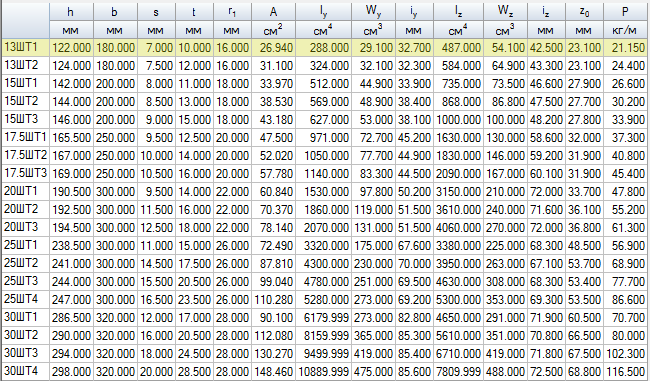 h b s t r1 A Iy Wy iy Iz Wz iz z0 P
мм мм мм мм мм см2 см4 см3 мм см4 см3 мм мм кг/м
13ШТ1 122.000 180.000 7.000 10.000 16.000 26.940 288.000 29.100 32.700 487.000 54.100 42.500 23.100 21.150
13ШТ2 124.000 180.000 7.500 12.000 16.000 31.100 324.000 32.100 32.300 584.000 64.900 43.300 23.100 24.400
15ШТ1 142.000 200.000 8.000 11.000 18.000 33.970 512.000 44.900 33.900 735.000 73.500 46.600 27.900 26.600
15ШТ2 144.000 200.000 8.500 13.000 18.000 38.530 569.000 48.900 38.400 868.000 86.800 47.500 27.700 30.200
15ШТ3 146.000 200.000 9.000 15.000 18.000 43.180 627.000 53.000 38.100 1000.000 100.000 48.200 27.800 33.900
17.5ШТ1 165.500 250.000 9.500 12.500 20.000 47.500 971.000 72.700 45.200 1630.000 130.000 58.600 32.000 37.300
17.5ШТ2 167.000 250.000 10.000 14.000 20.000 52.020 1050.000 77.700 44.900 1830.000 146.000 59.200 31.900 40.800
17.5ШТ3 169.000 250.000 10.500 16.000 20.000 57.780 1140.000 83.300 44.500 2090.000 167.000 60.100 31.900 45.400
20ШТ1 190.500 300.000 9.500 14.000 22.000 60.840 1530.000 97.800 50.200 3150.000 210.000 72.000 33.700 47.800
20ШТ2 192.500 300.000 11.500 16.000 22.000 70.370 1860.000 119.000 51.500 3610.000 240.000 71.600 36.100 55.200
20ШТ3 194.500 300.000 12.500 18.000 22.000 78.140 2070.000 131.000 51.500 4060.000 270.000 72.000 36.800 61.300
25ШТ1 238.500 300.000 11.000 15.000 26.000 72.490 3320.000 175.000 67.600 3380.000 225.000 68.300 48.500 56.900
25ШТ2 241.000 300.000 14.500 17.500 26.000 87.810 4300.000 230.000 70.000 3950.000 263.000 67.100 53.700 68.900
25ШТ3 244.000 300.000 15.500 20.500 26.000 99.040 4780.000 251.000 69.500 4630.000 308.000 68.300 53.400 77.700
25ШТ4 247.000 300.000 16.500 23.500 26.000 110.280 5280.000 273.000 69.200 5300.000 353.000 69.300 53.500 86.600
30ШТ1 286.500 320.000 12.000 17.000 28.000 90.100 6179.999 273.000 82.800 4650.000 291.000 71.900 60.500 70.700
30ШТ2 290.000 320.000 16.000 20.500 28.000 112.080 8159.999 365.000 85.300 5610.000 351.000 70.800 66.500 80.000
30ШТ3 294.000 320.000 18.000 24.500 28.000 130.270 9499.999 419.000 85.400 6710.000 419.000 71.800 67.500 102.300
30ШТ4 298.000 320.000 20.000 28.500 28.000 148.460 10889.999 475.000 85.600 7809.999 488.000 72.500 68.800 116.500